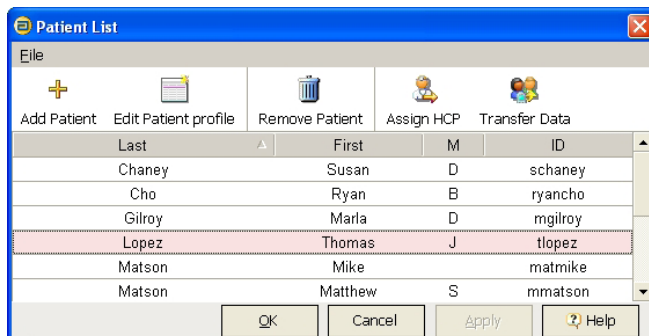 Patient List
File
Add Patient Edit Patient profile Remove Patient Assign HCP Transfer Data
Last First M ID
Chaney Susan D schaney
Cho Ryan B ryancho
Gilroy Marla D mgilroy
Lopez Thomas J tlopez
Matson Mike matmike
Matson Matthew S mmatson
OK Cancel Apply Help